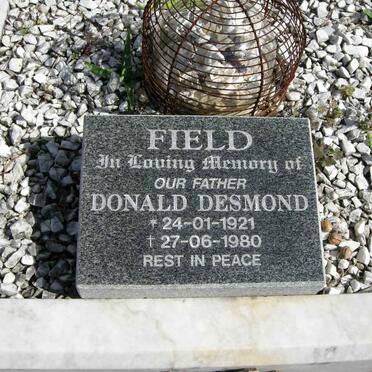 FIELD
In Loving Memory of
OUR FATHER
DONALD DESMOND
* 24-01-1921
† 27-06-1980
REST IN PEACE